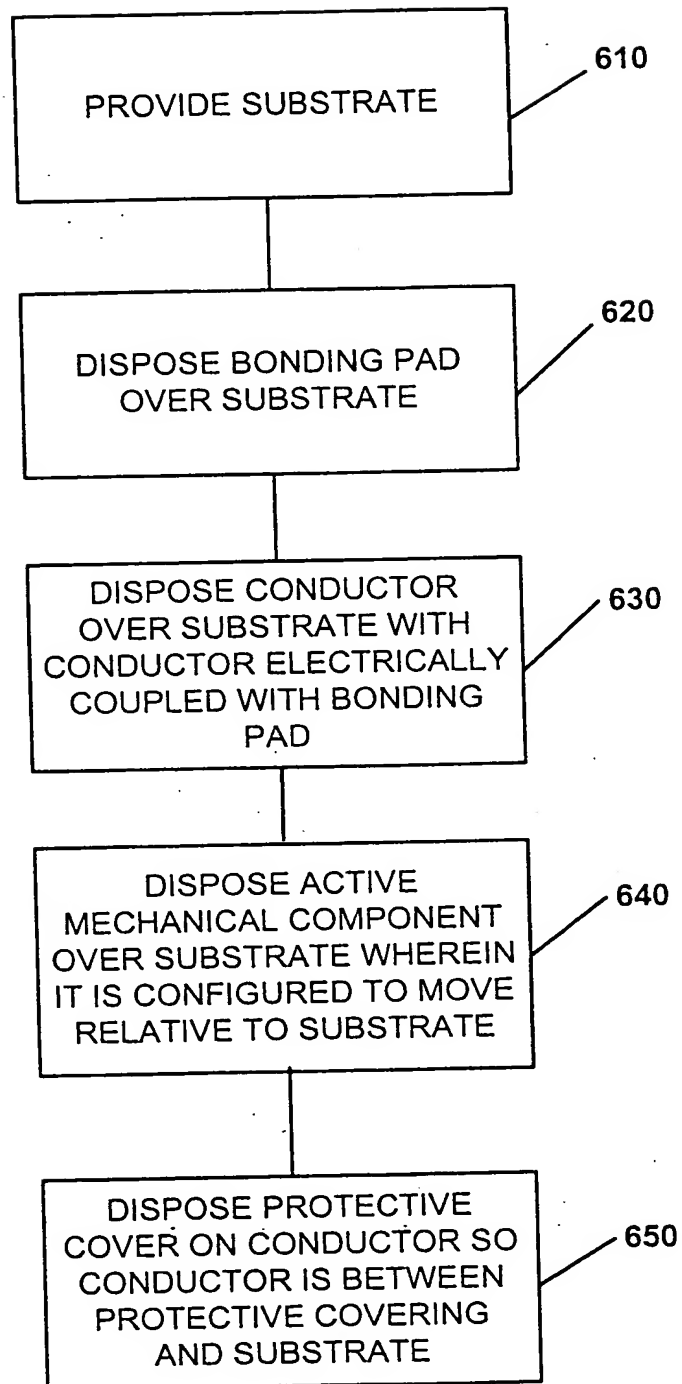 PROVIDE SUBSTRATE
610
DISPOSE BONDING PAD
OVER SUBSTRATE
620
DISPOSE CONDUCTOR
OVER SUBSTRATE WITH
CONDUCTOR ELECTRICALLY
COUPLED WITH BONDING
PAD
630
DISPOSE ACTIVE
MECHANICAL COMPONENT
OVER SUBSTRATE WHEREIN
IT IS CONFIGURED TO MOVE
RELATIVE TO SUBSTRATE
640
DISPOSE PROTECTIVE
COVER ON CONDUCTOR SO
CONDUCTOR IS BETWEEN
PROTECTIVE COVERING
AND SUBSTRATE
650